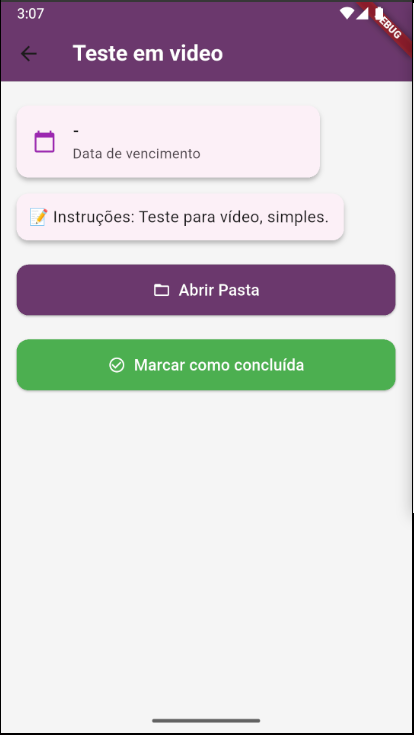 3:07
DEBUG
Teste em video
-
Data de vencimento
📝 Instruções: Teste para vídeo, simples.
Abrir Pasta
Marcar como concluída